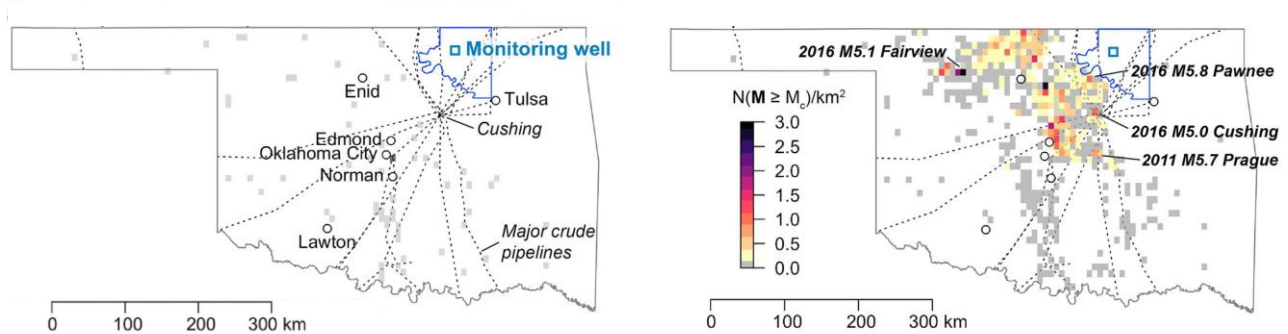 Monitoring well
Enid
Tulsa
Cushing
Edmond
Oklahoma City
Norman
Lawton
Major crude
pipelines
0 100 200 300 km
2016 M5.1 Fairview
2016 M5.8 Pawnee
N(M ≥ Mc)/km²
3.0
2.5
2.0
1.5
1.0
0.5
0.0
2016 M5.0 Cushing
2011 M5.7 Prague
0 100 200 300 km